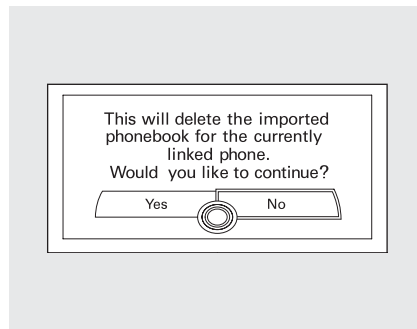 This will delete the imported
phonebook for the currently
linked phone.
Would you like to continue?
Yes No